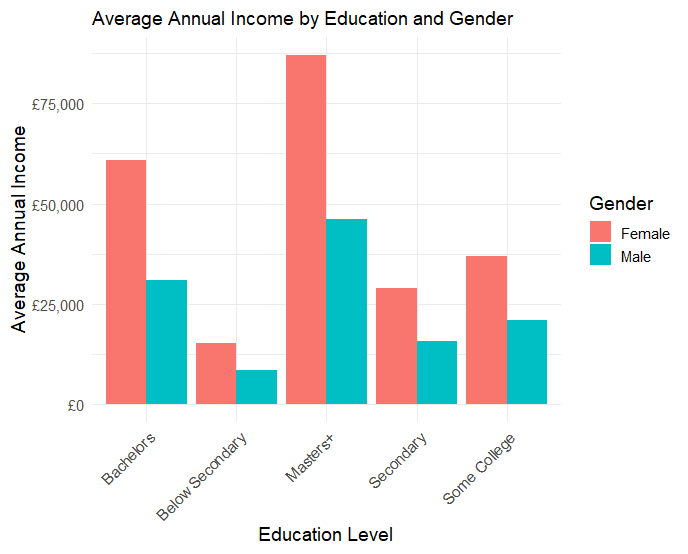 Average Annual Income by Education and Gender
Average Annual Income
£75,000
£50,000
£25,000
£0
Bachelors
Below Secondary
Masters+
Secondary
Some College
Education Level
Gender
Female
Male